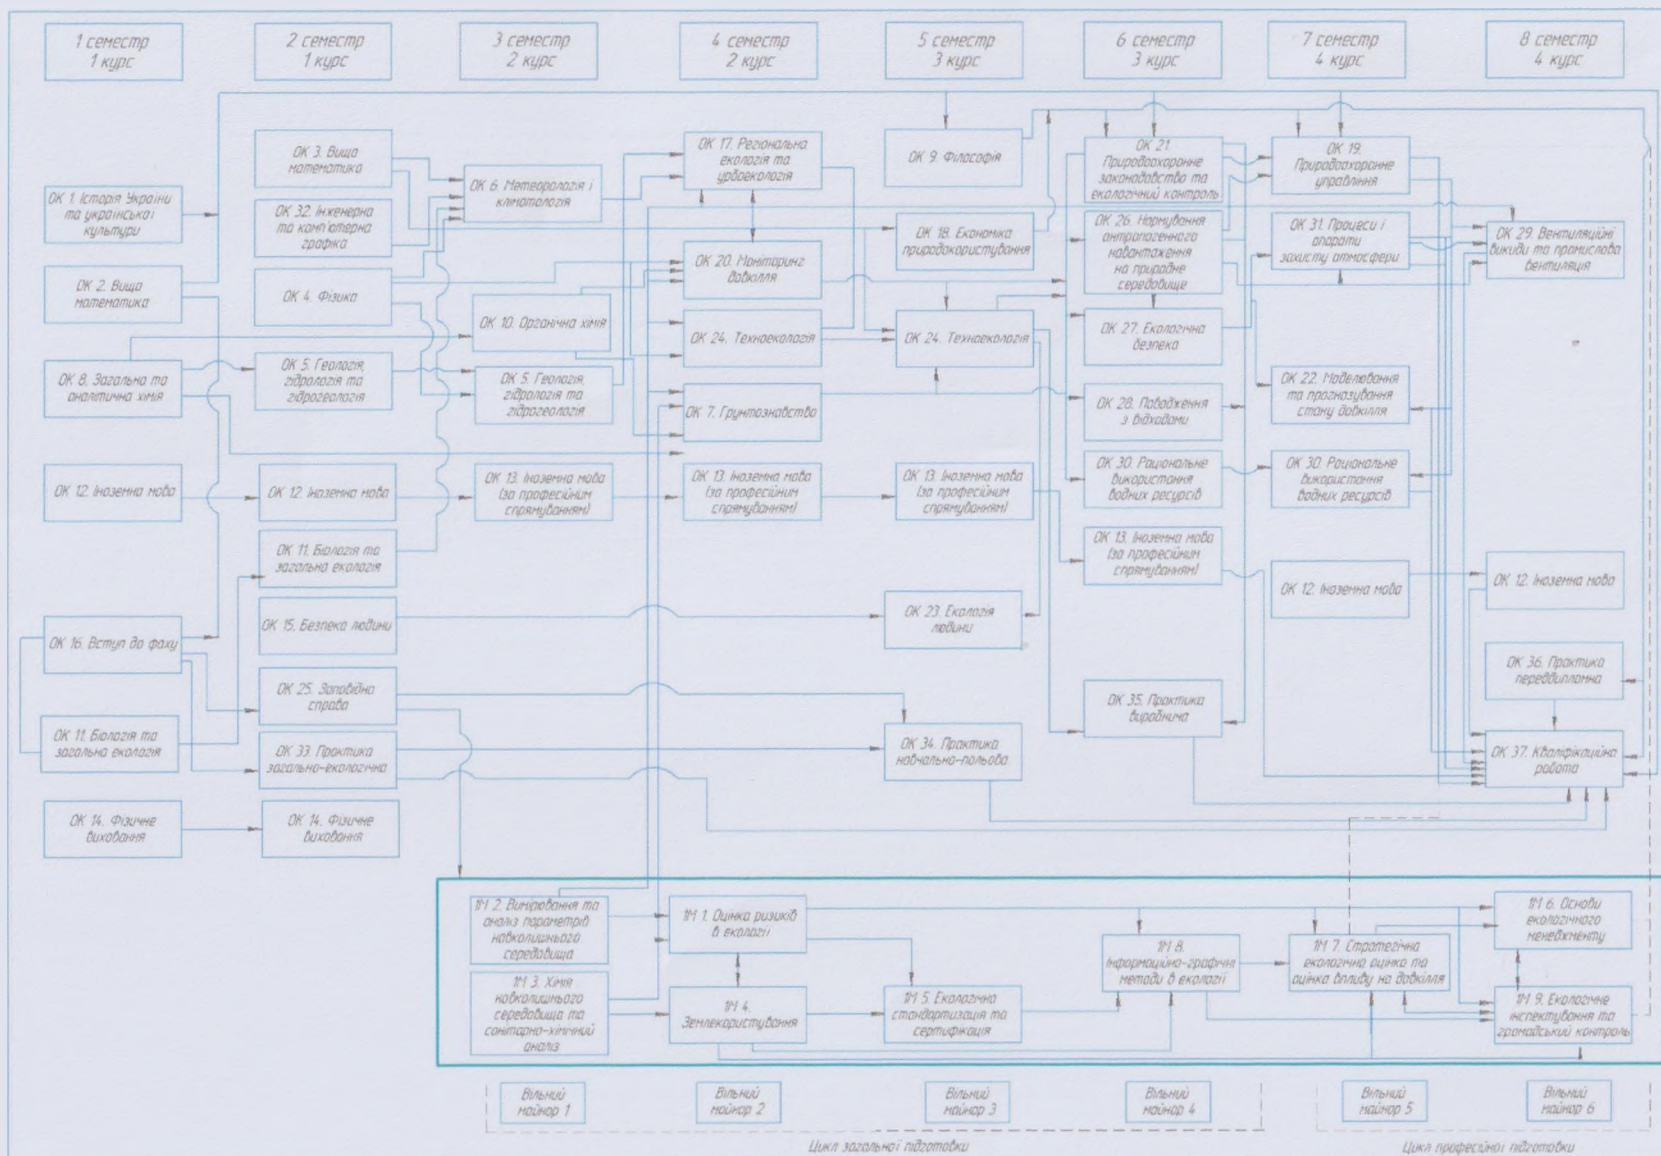 1 семестр
1 курс
2 семестр
1 курс
3 семестр
2 курс
4 семестр
2 курс
5 семестр
3 курс
6 семестр
3 курс
7 семестр
4 курс
8 семестр
4 курс
ОК 1. Історія України
та української
культури
ОК 2. Вища
математика
ОК 8. Загальна та
аналітична хімія
ОК 12. Іноземна мова
ОК 16. Вступ до фаху
ОК 11. Біологія та
загальна екологія
ОК 14. Фізичне
виховання
ОК 3. Вища
математика
ОК 32. Інженерна
та комп'ютерна
графіка
ОК 4. Фізика
ОК 5. Геологія,
гідрологія та
гідрогеологія
ОК 12. Іноземна мова
ОК 11. Біологія та
загальна екологія
ОК 15. Безпека людини
ОК 25. Заповідна
справа
ОК 33. Практика
загально-екологічна
ОК 14. Фізичне
виховання
ОК 6. Метеорологія і
кліматологія
ОК 10. Органічна хімія
ОК 5. Геологія,
гідрологія та
гідрогеологія
ОК 13. Іноземна мова
(за професійним
спрямуванням)
ОК 17. Регіональна
екологія та
урбоекологія
ОК 20. Моніторинг
довкілля
ОК 24. Техноекологія
ОК 7. Грунтознавство
ОК 13. Іноземна мова
(за професійним
спрямуванням)
ОК 9. Філософія
ОК 18. Економіка
природокористування
ОК 24. Техноекологія
ОК 13. Іноземна мова
(за професійним
спрямуванням)
ОК 23. Екологія
людини
ОК 34. Практика
навчально-польова
ОК 21.
Природоохоронне
законодавство та
екологічний контроль
ОК 26. Нормування
антропогенного
навантаження
на природне
середовище
ОК 27. Екологічна
безпека
ОК 28. Поводження
з відходами
ОК 30. Раціональне
використання
водних ресурсів
ОК 13. Іноземна мова
(за професійним
спрямуванням)
ОК 35. Практика
виробнича
ОК 19.
Природоохоронне
управління
ОК 31. Процеси і
апарати
захисту атмосфери
ОК 22. Моделювання
та прогнозування
стану довкілля
ОК 30. Раціональне
використання
водних ресурсів
ОК 12. Іноземна мова
ОК 29. Вентиляційні
викиди та промислова
вентиляція
ОК 12. Іноземна мова
ОК 36. Практика
переддипломна
ОК 37. Кваліфікаційна
робота
1М 2. Вимірювання та
аналіз параметрів
навколишнього
середовища
1М 3. Хімія
навколишнього
середовища та
санітарно-хімічний
аналіз
1М 1. Оцінка ризиків
в екології
1М 4.
Землекористування
1М 5. Екологічна
стандартизація та
сертифікація
1М 8.
Інформаційно-графічні
методи в екології
1М 7. Стратегічна
екологічна оцінка та
оцінка впливу на довкілля
1М 6. Основи
екологічного
менеджменту
1М 9. Екологічне
інспектування та
громадський контроль
Вільний
майнор 1
Вільний
майнор 2
Вільний
майнор 3
Вільний
майнор 4
Вільний
майнор 5
Вільний
майнор 6
Цикл загальної підготовки
Цикл професійної підготовки